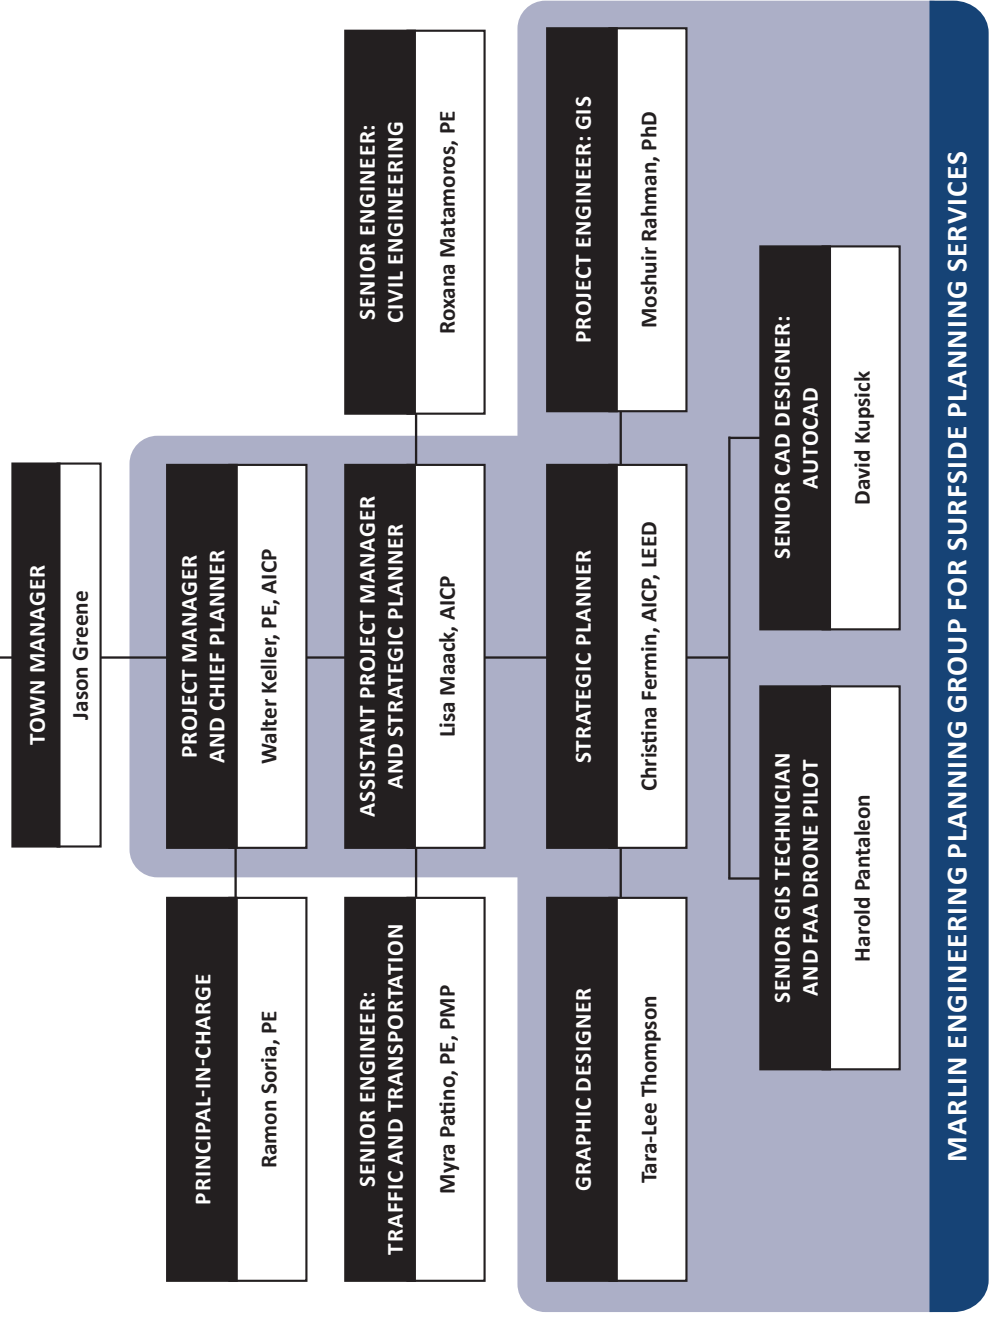 TOWN MANAGER
Jason Greene
PRINCIPAL-IN-CHARGE
Ramon Soria, PE
PROJECT MANAGER
AND CHIEF PLANNER
Walter Keller, PE, AICP
SENIOR ENGINEER:
TRAFFIC AND TRANSPORTATION
Myra Patino, PE, PMP
ASSISTANT PROJECT MANAGER
AND STRATEGIC PLANNER
Lisa Maack, AICP
SENIOR ENGINEER:
CIVIL ENGINEERING
Roxana Matamoros, PE
GRAPHIC DESIGNER
Tara-Lee Thompson
STRATEGIC PLANNER
Christina Fermin, AICP, LEED
PROJECT ENGINEER: GIS
Moshuir Rahman, PhD
SENIOR GIS TECHNICIAN
AND FAA DRONE PILOT
Harold Pantaleon
SENIOR CAD DESIGNER:
AUTOCAD
David Kupsick
MARLIN ENGINEERING PLANNING GROUP FOR SURFSIDE PLANNING SERVICES